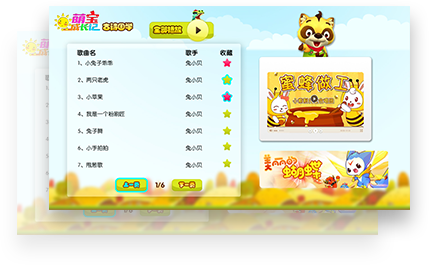 萌宝
成长记
古诗国学
全部播放
歌曲名 歌手 收藏
1、小兔子乖乖 兔小贝
2、两只老虎 兔小贝
3、小苹果 兔小贝
4、我是一个粉刷匠 兔小贝
5、兔子舞 兔小贝
6、小手拍拍 兔小贝
7、甩葱歌 兔小贝
上一页 1/6 下一页
蜜蜂做工
美丽的蝴蝶